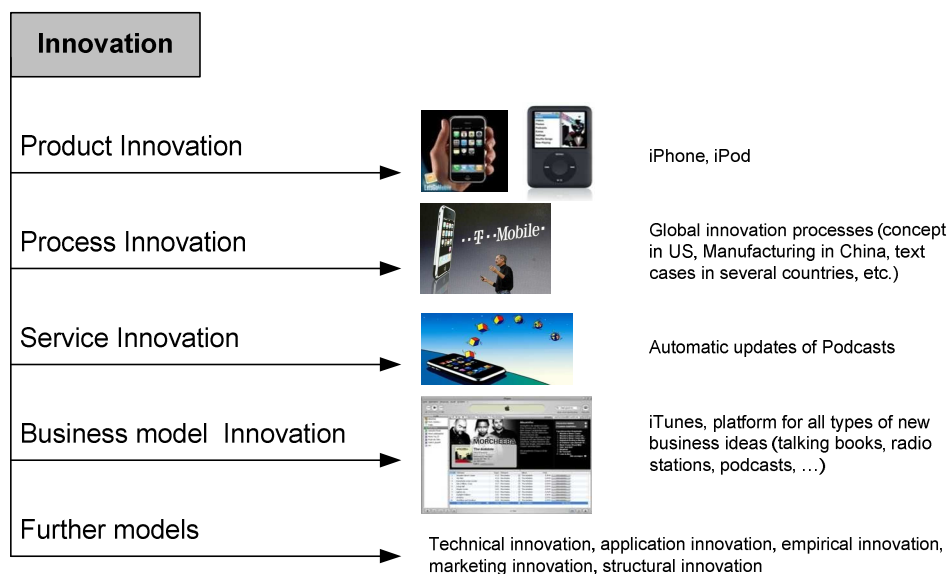 Innovation
Product Innovation
iPhone, iPod
Process Innovation
··T··Mobile·
Global innovation processes (concept
in US, Manufacturing in China, text
cases in several countries, etc.)
Service Innovation
Automatic updates of Podcasts
Business model  Innovation
MORCHEEBA
iTunes, platform for all types of new
business ideas (talking books, radio
stations, podcasts, …)
Further models
Technical innovation, application innovation, empirical innovation,
marketing innovation, structural innovation